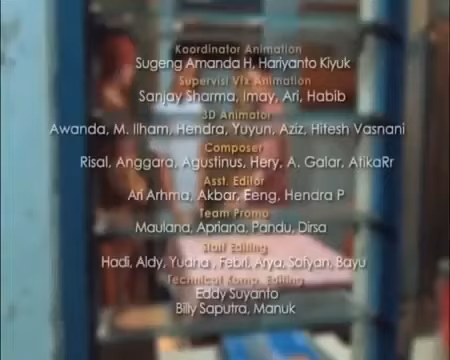 Koordinator Animation
Sugeng Amanda H, Hariyanto Kiyuk
Supervisi Vfx Animation
Sanjay Sharma, Imay, Ari, Habib
3D Animator
Awanda, M. Ilham, Hendra, Yuyun, Aziz, Hitesh Vasnani
Composer
Risal, Anggara, Agustinus, Hery, A. Galar, AtikaRr
Asst. Editor
Ari Arhma, Akbar, Eeng, Hendra P
Team Promo
Maulana, Apriana, Pandu, Dirsa
Staff Editing
Hadi, Aldy, Yudha , Febri, Arya, Sofyan, Bayu
Technical Komp. Editing
Eddy Suyanto
Billy Saputra, Manuk